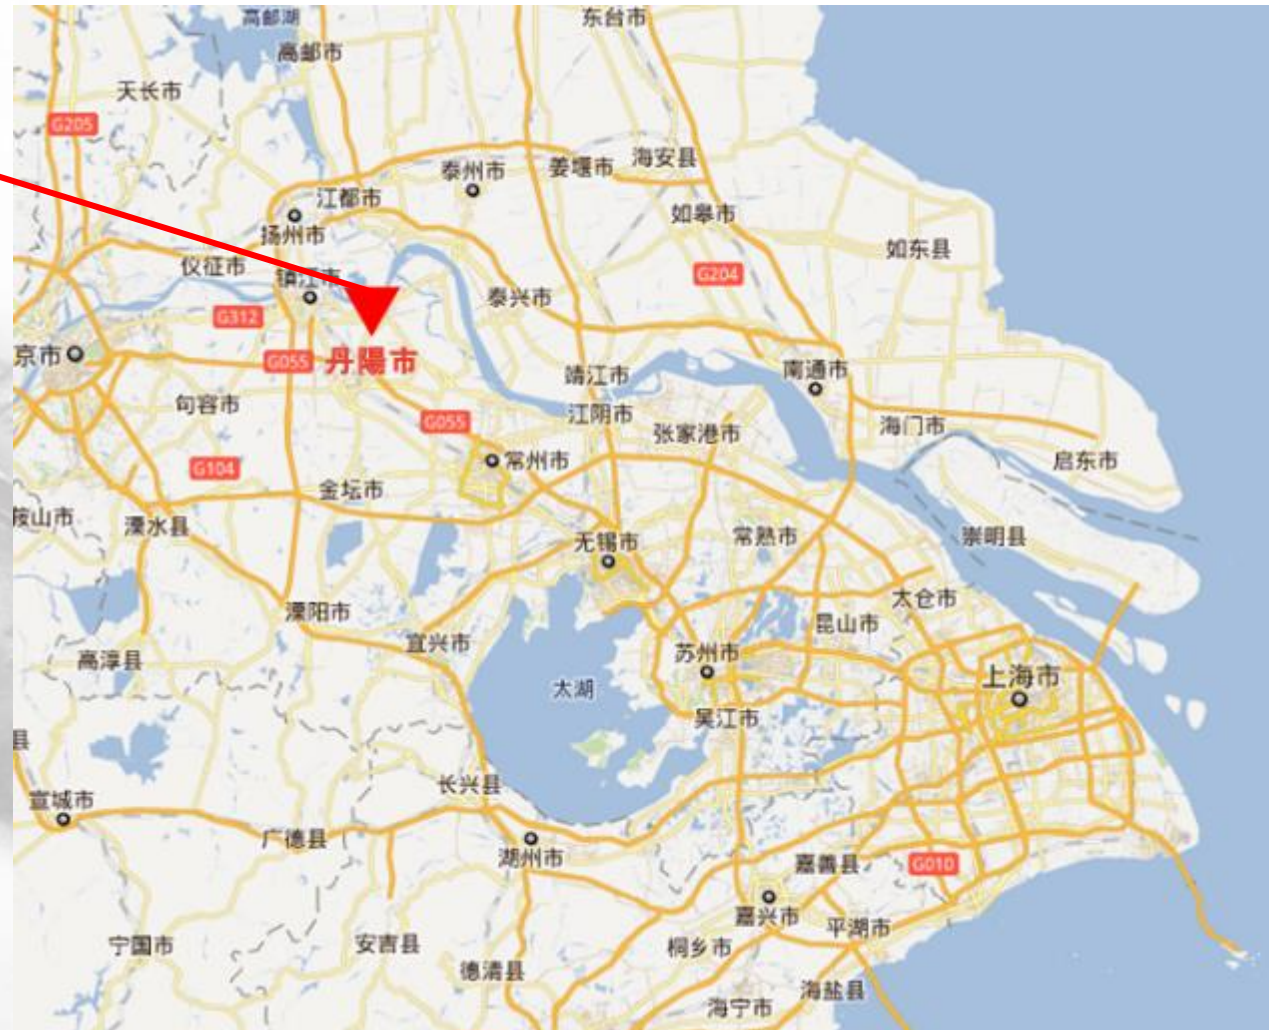 高邮湖
东台市
高邮市
天长市
G205
泰州市
姜堰市
海安县
江都市
如皋市
扬州市
如东县
仪征市
镇江市
G204
泰兴市
G312
京市
G055
丹陽市
靖江市
南通市
句容市
江阴市
G055
张家港市
海门市
G104
常州市
启东市
金坛市
鞍山市
溧水县
无锡市
常熟市
崇明县
溧阳市
太仓市
宜兴市
昆山市
高淳县
苏州市
太湖
上海市
吴江市
县
长兴县
宣城市
广德县
湖州市
嘉善县
G010
嘉兴市
平湖市
宁国市
安吉县
桐乡市
德清县
海盐县
海宁市